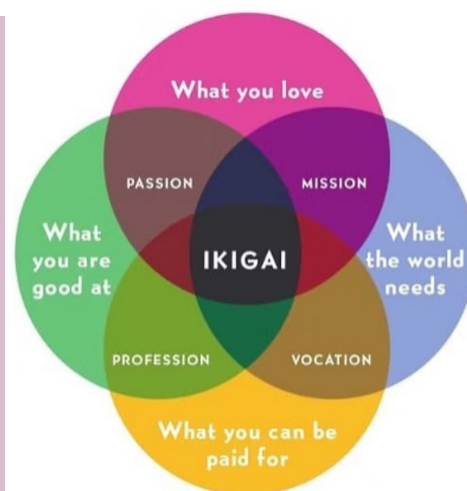 What you love
PASSION
MISSION
What
you are
good at
IKIGAI
What
the world
needs
PROFESSION
VOCATION
What you can be
paid for